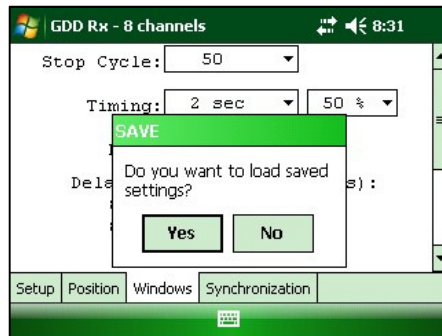 GDD Rx - 8 channels 8:31
Stop Cycle: 50
Timing: 2 sec 50 %
SAVE
Do you want to load saved
settings?
Yes No
Setup Position Windows Synchronization